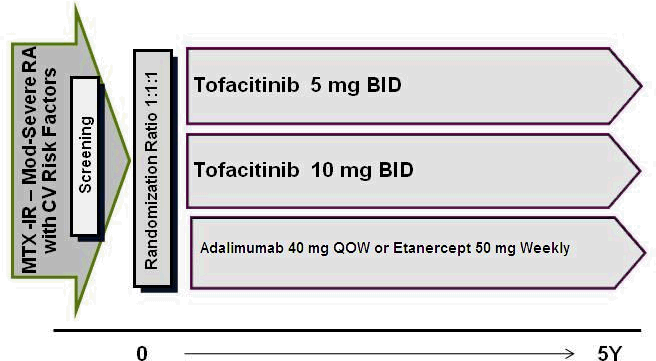 MTX-IR – Mod-Severe RA
with CV Risk Factors
Screening
Randomization Ratio 1:1:1
Tofacitinib 5 mg BID
Tofacitinib 10 mg BID
Adalimumab 40 mg QOW or Etanercept 50 mg Weekly
0
5Y